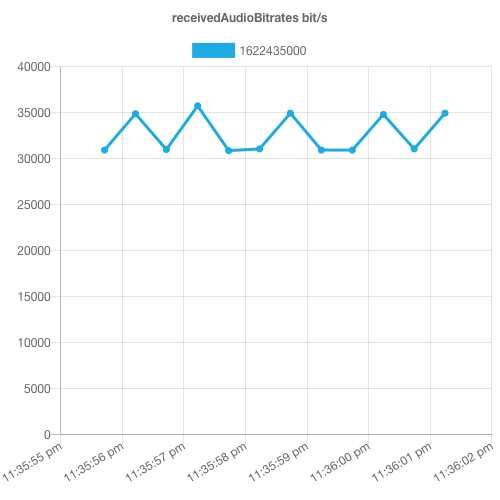 receivedAudioBitrates bit/s
1622435000
40000
35000
30000
25000
20000
15000
10000
5000
0
11:35:55 pm
11:35:56 pm
11:35:57 pm
11:35:58 pm
11:35:59 pm
11:36:00 pm
11:36:01 pm
11:36:02 pm